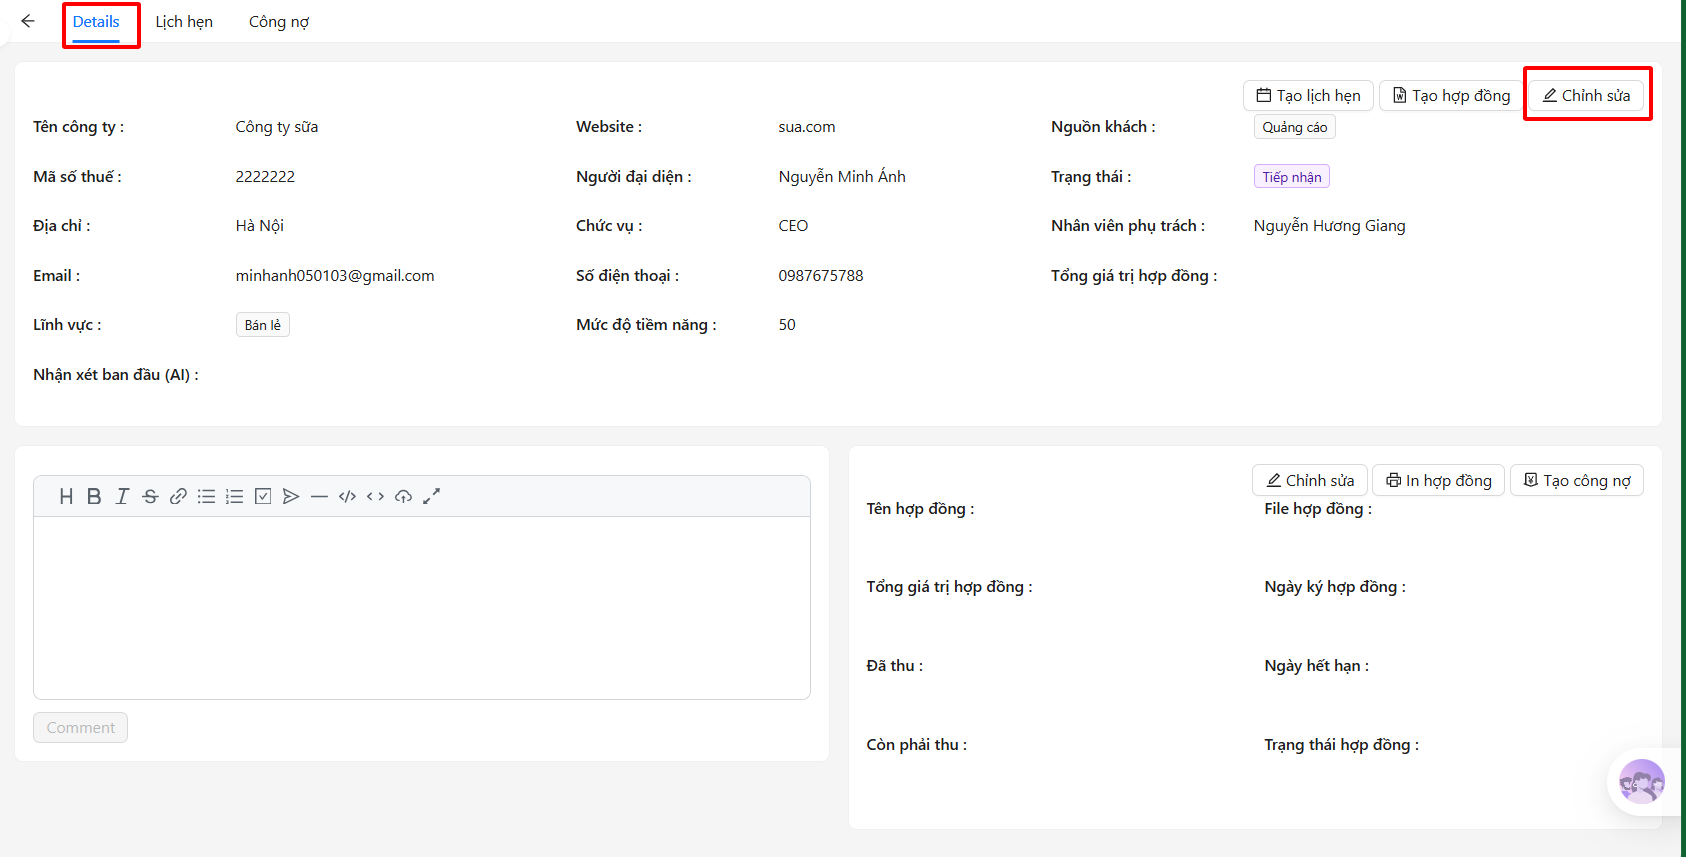 Details Lịch hẹn Công nợ
Tạo lịch hẹn Tạo hợp đồng Chỉnh sửa
Tên công ty : Công ty sữa Website : sua.com Nguồn khách : Quảng cáo
Mã số thuế : 2222222 Người đại diện : Nguyễn Minh Ánh Trạng thái : Tiếp nhận
Địa chỉ : Hà Nội Chức vụ : CEO Nhân viên phụ trách : Nguyễn Hương Giang
Email : minhanh050103@gmail.com Số điện thoại : 0987675788 Tổng giá trị hợp đồng :
Lĩnh vực : Bán lẻ Mức độ tiềm năng : 50
Nhận xét ban đầu (AI) :
Comment
Chỉnh sửa In hợp đồng Tạo công nợ
Tên hợp đồng : File hợp đồng :
Tổng giá trị hợp đồng : Ngày ký hợp đồng :
Đã thu : Ngày hết hạn :
Còn phải thu : Trạng thái hợp đồng :